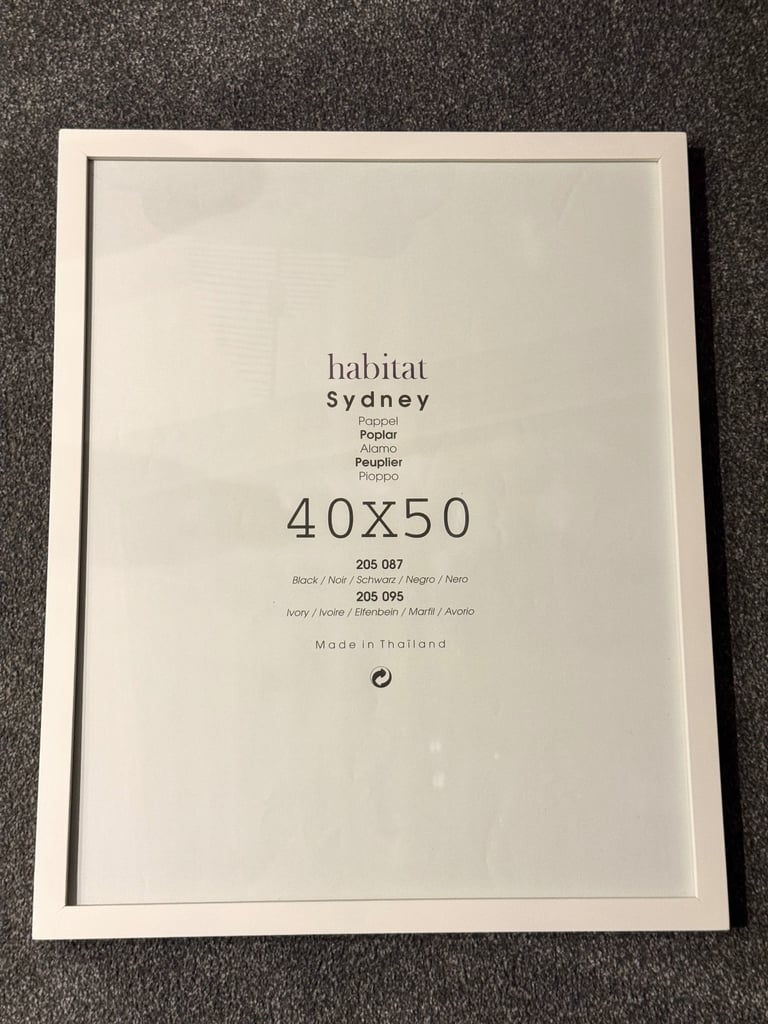 habitat
Sydney
Pappel
Poplar
Alamo
Peuplier
Pioppo
40X50
205 087
Black / Noir / Schwarz / Negro / Nero
205 095
Ivory / Ivoire / Elfenbein / Marfil / Avorio
Made in Thaïland